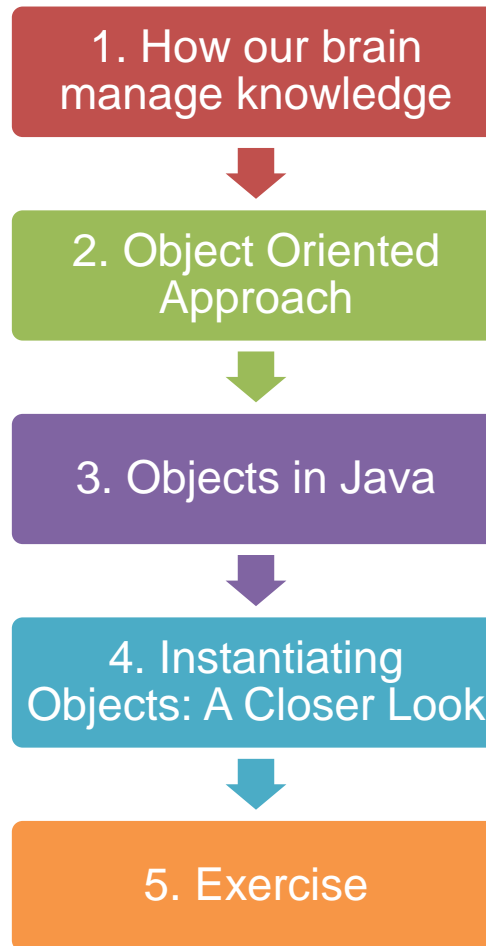 1. How our brain
manage knowledge
2. Object Oriented
Approach
3. Objects in Java
4. Instantiating
Objects: A Closer Look
5. Exercise